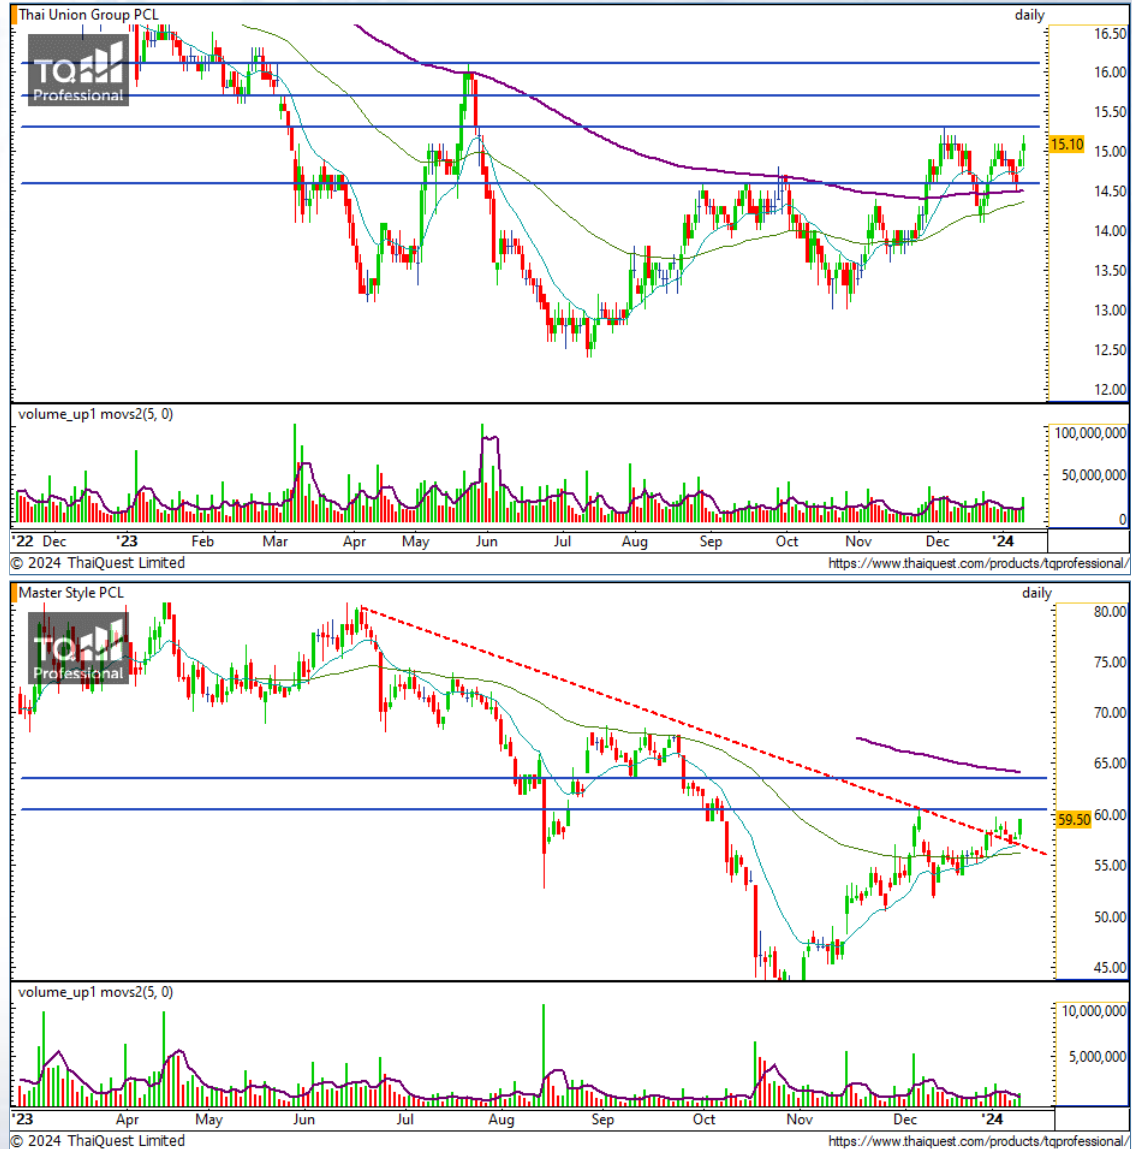 Thai Union Group PCL daily
TQ
Professional
16.50
16.00
15.50
15.10
15.00
14.50
14.00
13.50
13.00
12.50
12.00
volume_up1 movs2(5, 0)
100,000,000
50,000,000
0
'22 Dec '23 Feb Mar Apr May Jun Jul Aug Sep Oct Nov Dec '24
© 2024 ThaiQuest Limited https://www.thaiquest.com/products/tqprofessional/
Master Style PCL daily
TQ
Professional
80.00
75.00
70.00
65.00
60.00
59.50
55.00
50.00
45.00
volume_up1 movs2(5, 0)
10,000,000
5,000,000
'23 Apr May Jun Jul Aug Sep Oct Nov Dec '24
© 2024 ThaiQuest Limited https://www.thaiquest.com/products/tqprofessional/